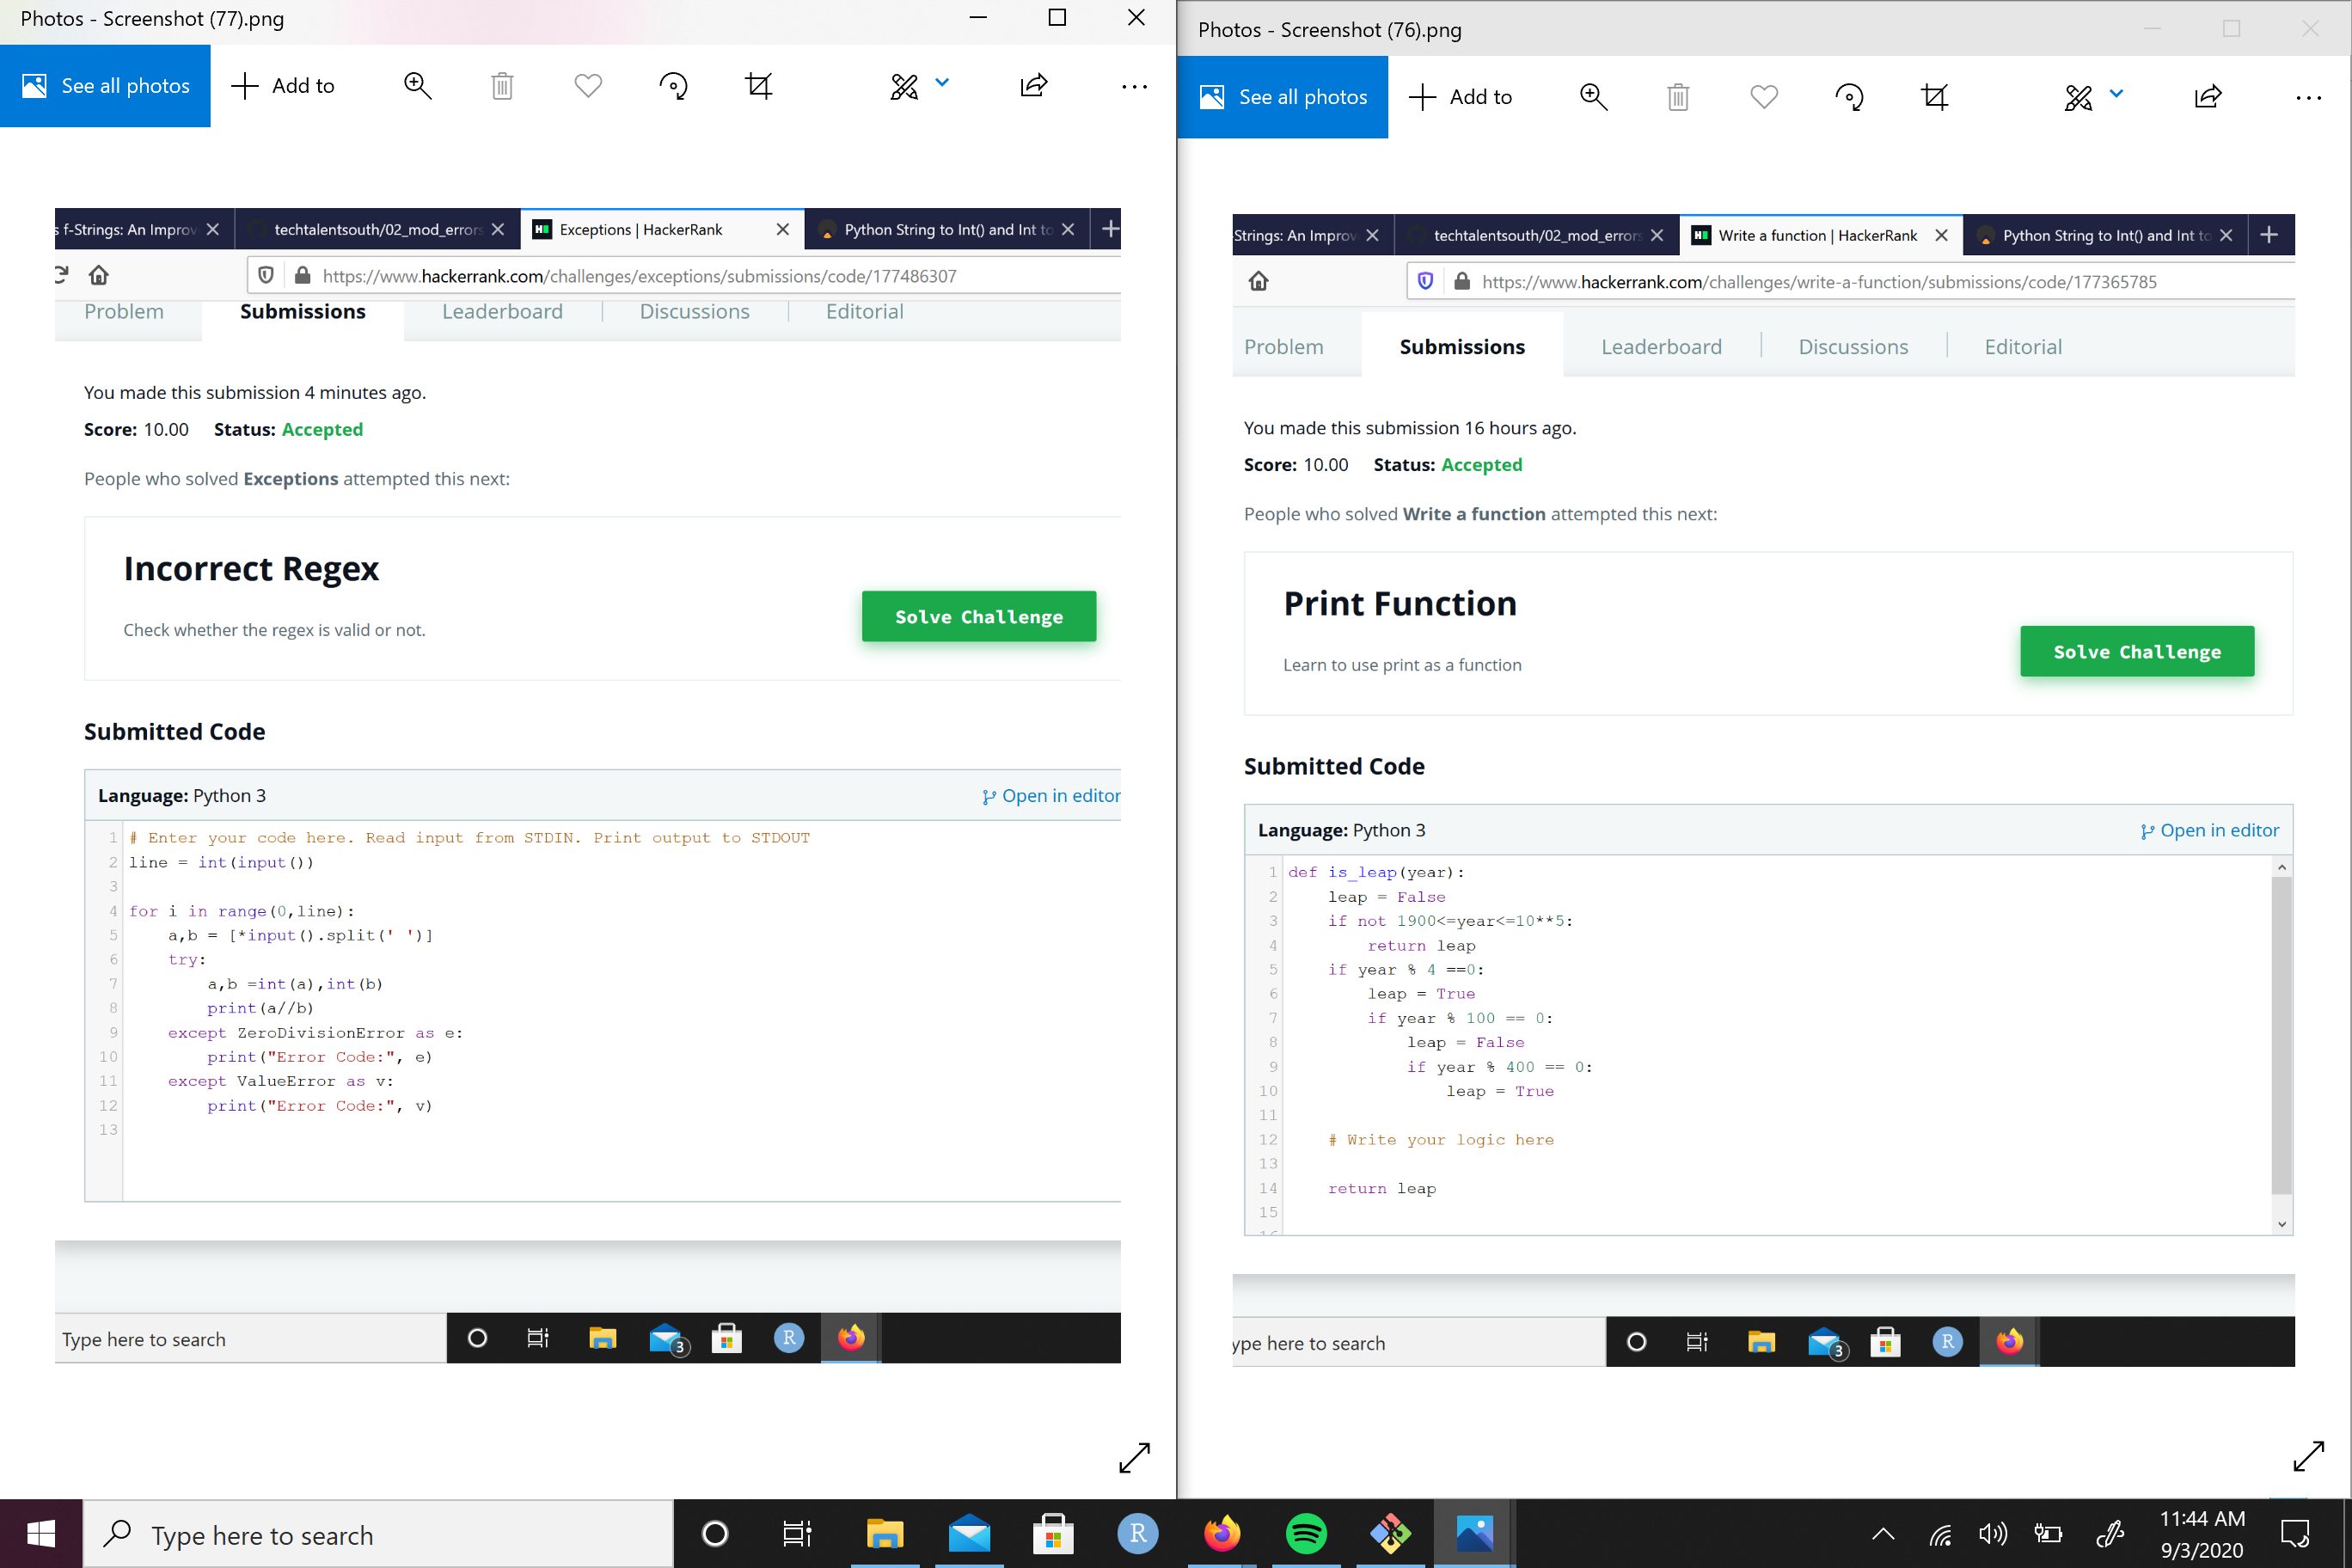 Photos - Screenshot (77).png
See all photos
Add to
f-Strings: An Improv
techtalentsouth/02_mod_errors
Exceptions | HackerRank
Python String to Int() and Int to
https://www.hackerrank.com/challenges/exceptions/submissions/code/177486307
Problem
Submissions
Leaderboard
Discussions
Editorial
You made this submission 4 minutes ago.
Score: 10.00 Status: Accepted
People who solved Exceptions attempted this next:
Incorrect Regex
Check whether the regex is valid or not.
Solve Challenge
Submitted Code
Language: Python 3
Open in editor
1 # Enter your code here. Read input from STDIN. Print output to STDOUT
2 line = int(input())
3
4 for i in range(0,line):
5     a,b = [*input().split(' ')]
6     try:
7         a,b =int(a),int(b)
8         print(a//b)
9     except ZeroDivisionError as e:
10         print("Error Code:", e)
11     except ValueError as v:
12         print("Error Code:", v)
13
Type here to search
3
R
Photos - Screenshot (76).png
See all photos
Add to
Strings: An Improv
techtalentsouth/02_mod_errors
Write a function | HackerRank
Python String to Int() and Int to
https://www.hackerrank.com/challenges/write-a-function/submissions/code/177365785
Problem
Submissions
Leaderboard
Discussions
Editorial
You made this submission 16 hours ago.
Score: 10.00 Status: Accepted
People who solved Write a function attempted this next:
Print Function
Learn to use print as a function
Solve Challenge
Submitted Code
Language: Python 3
Open in editor
1 def is_leap(year):
2     leap = False
3     if not 1900<=year<=10**5:
4         return leap
5     if year % 4 ==0:
6         leap = True
7         if year % 100 == 0:
8             leap = False
9             if year % 400 == 0:
10                 leap = True
11
12     # Write your logic here
13
14     return leap
15
ype here to search
3
R
Type here to search
R
11:44 AM
9/3/2020